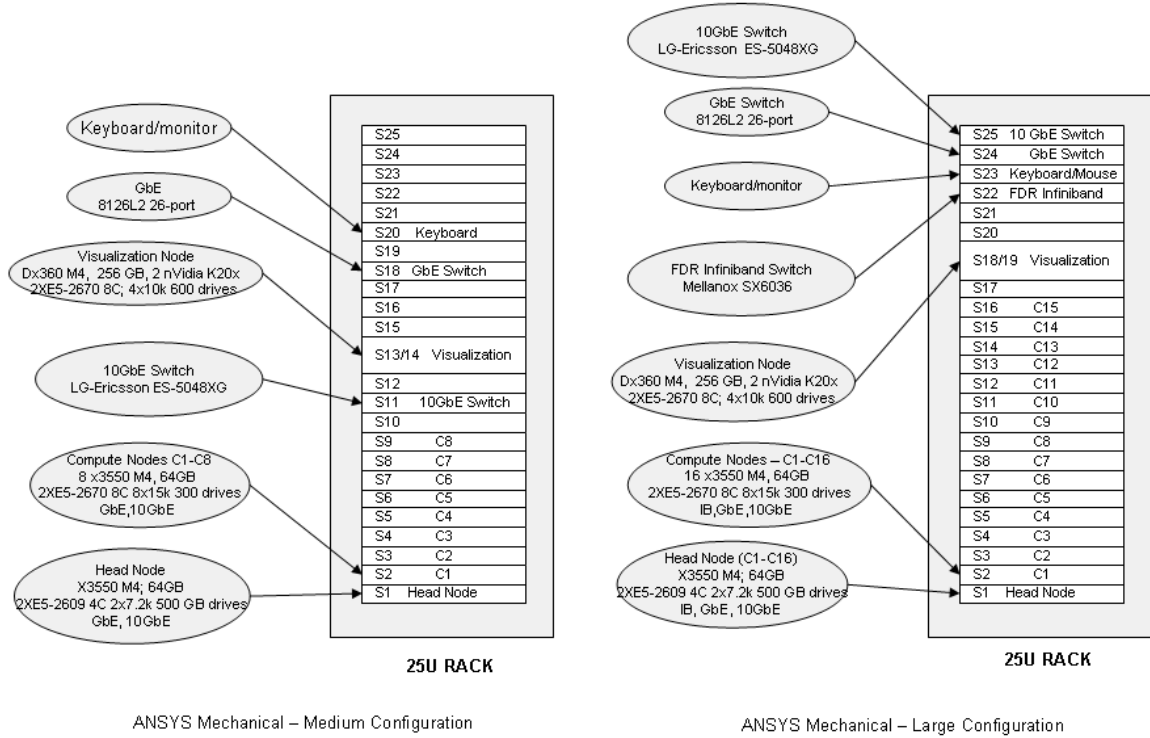 Keyboard/monitor
GbE
8126L2 26-port
Visualization Node
Dx360 M4, 256 GB, 2 nVidia K20x
2XE5-2670 8C; 4x10k 600 drives
10GbE Switch
LG-Ericsson ES-5048XG
Compute Nodes C1-C8
8 x3550 M4, 64GB
2XE5-2670 8C 8x15k 300 drives
GbE,10GbE
Head Node
X3550 M4; 64GB
2XE5-2609 4C 2x7.2k 500 GB drives
GbE, 10GbE
S25
S24
S23
S22
S21
S20 Keyboard
S19
S18 GbE Switch
S17
S16
S15
S13/14 Visualization
S12
S11 10GbE Switch
S10
S9 C8
S8 C7
S7 C6
S6 C5
S5 C4
S4 C3
S3 C2
S2 C1
S1 Head Node
25U RACK
ANSYS Mechanical – Medium Configuration
10GbE Switch
LG-Ericsson ES-5048XG
GbE Switch
8126L2 26-port
Keyboard/monitor
FDR Infiniband Switch
Mellanox SX6036
Visualization Node
Dx360 M4, 256 GB, 2 nVidia K20x
2XE5-2670 8C; 4x10k 600 drives
Compute Nodes – C1-C16
16 x3550 M4, 64GB
2XE5-2670 8C 8x15k 300 drives
IB,GbE,10GbE
Head Node (C1-C16)
X3550 M4; 64GB
2XE5-2609 4C 2x7.2k 500 GB drives
IB, GbE, 10GbE
S25 10 GbE Switch
S24 GbE Switch
S23 Keyboard/Mouse
S22 FDR Infiniband
S21
S20
S18/19 Visualization
S17
S16 C15
S15 C14
S14 C13
S13 C12
S12 C11
S11 C10
S10 C9
S9 C8
S8 C7
S7 C6
S6 C5
S5 C4
S4 C3
S3 C2
S2 C1
S1 Head Node
25U RACK
ANSYS Mechanical – Large Configuration